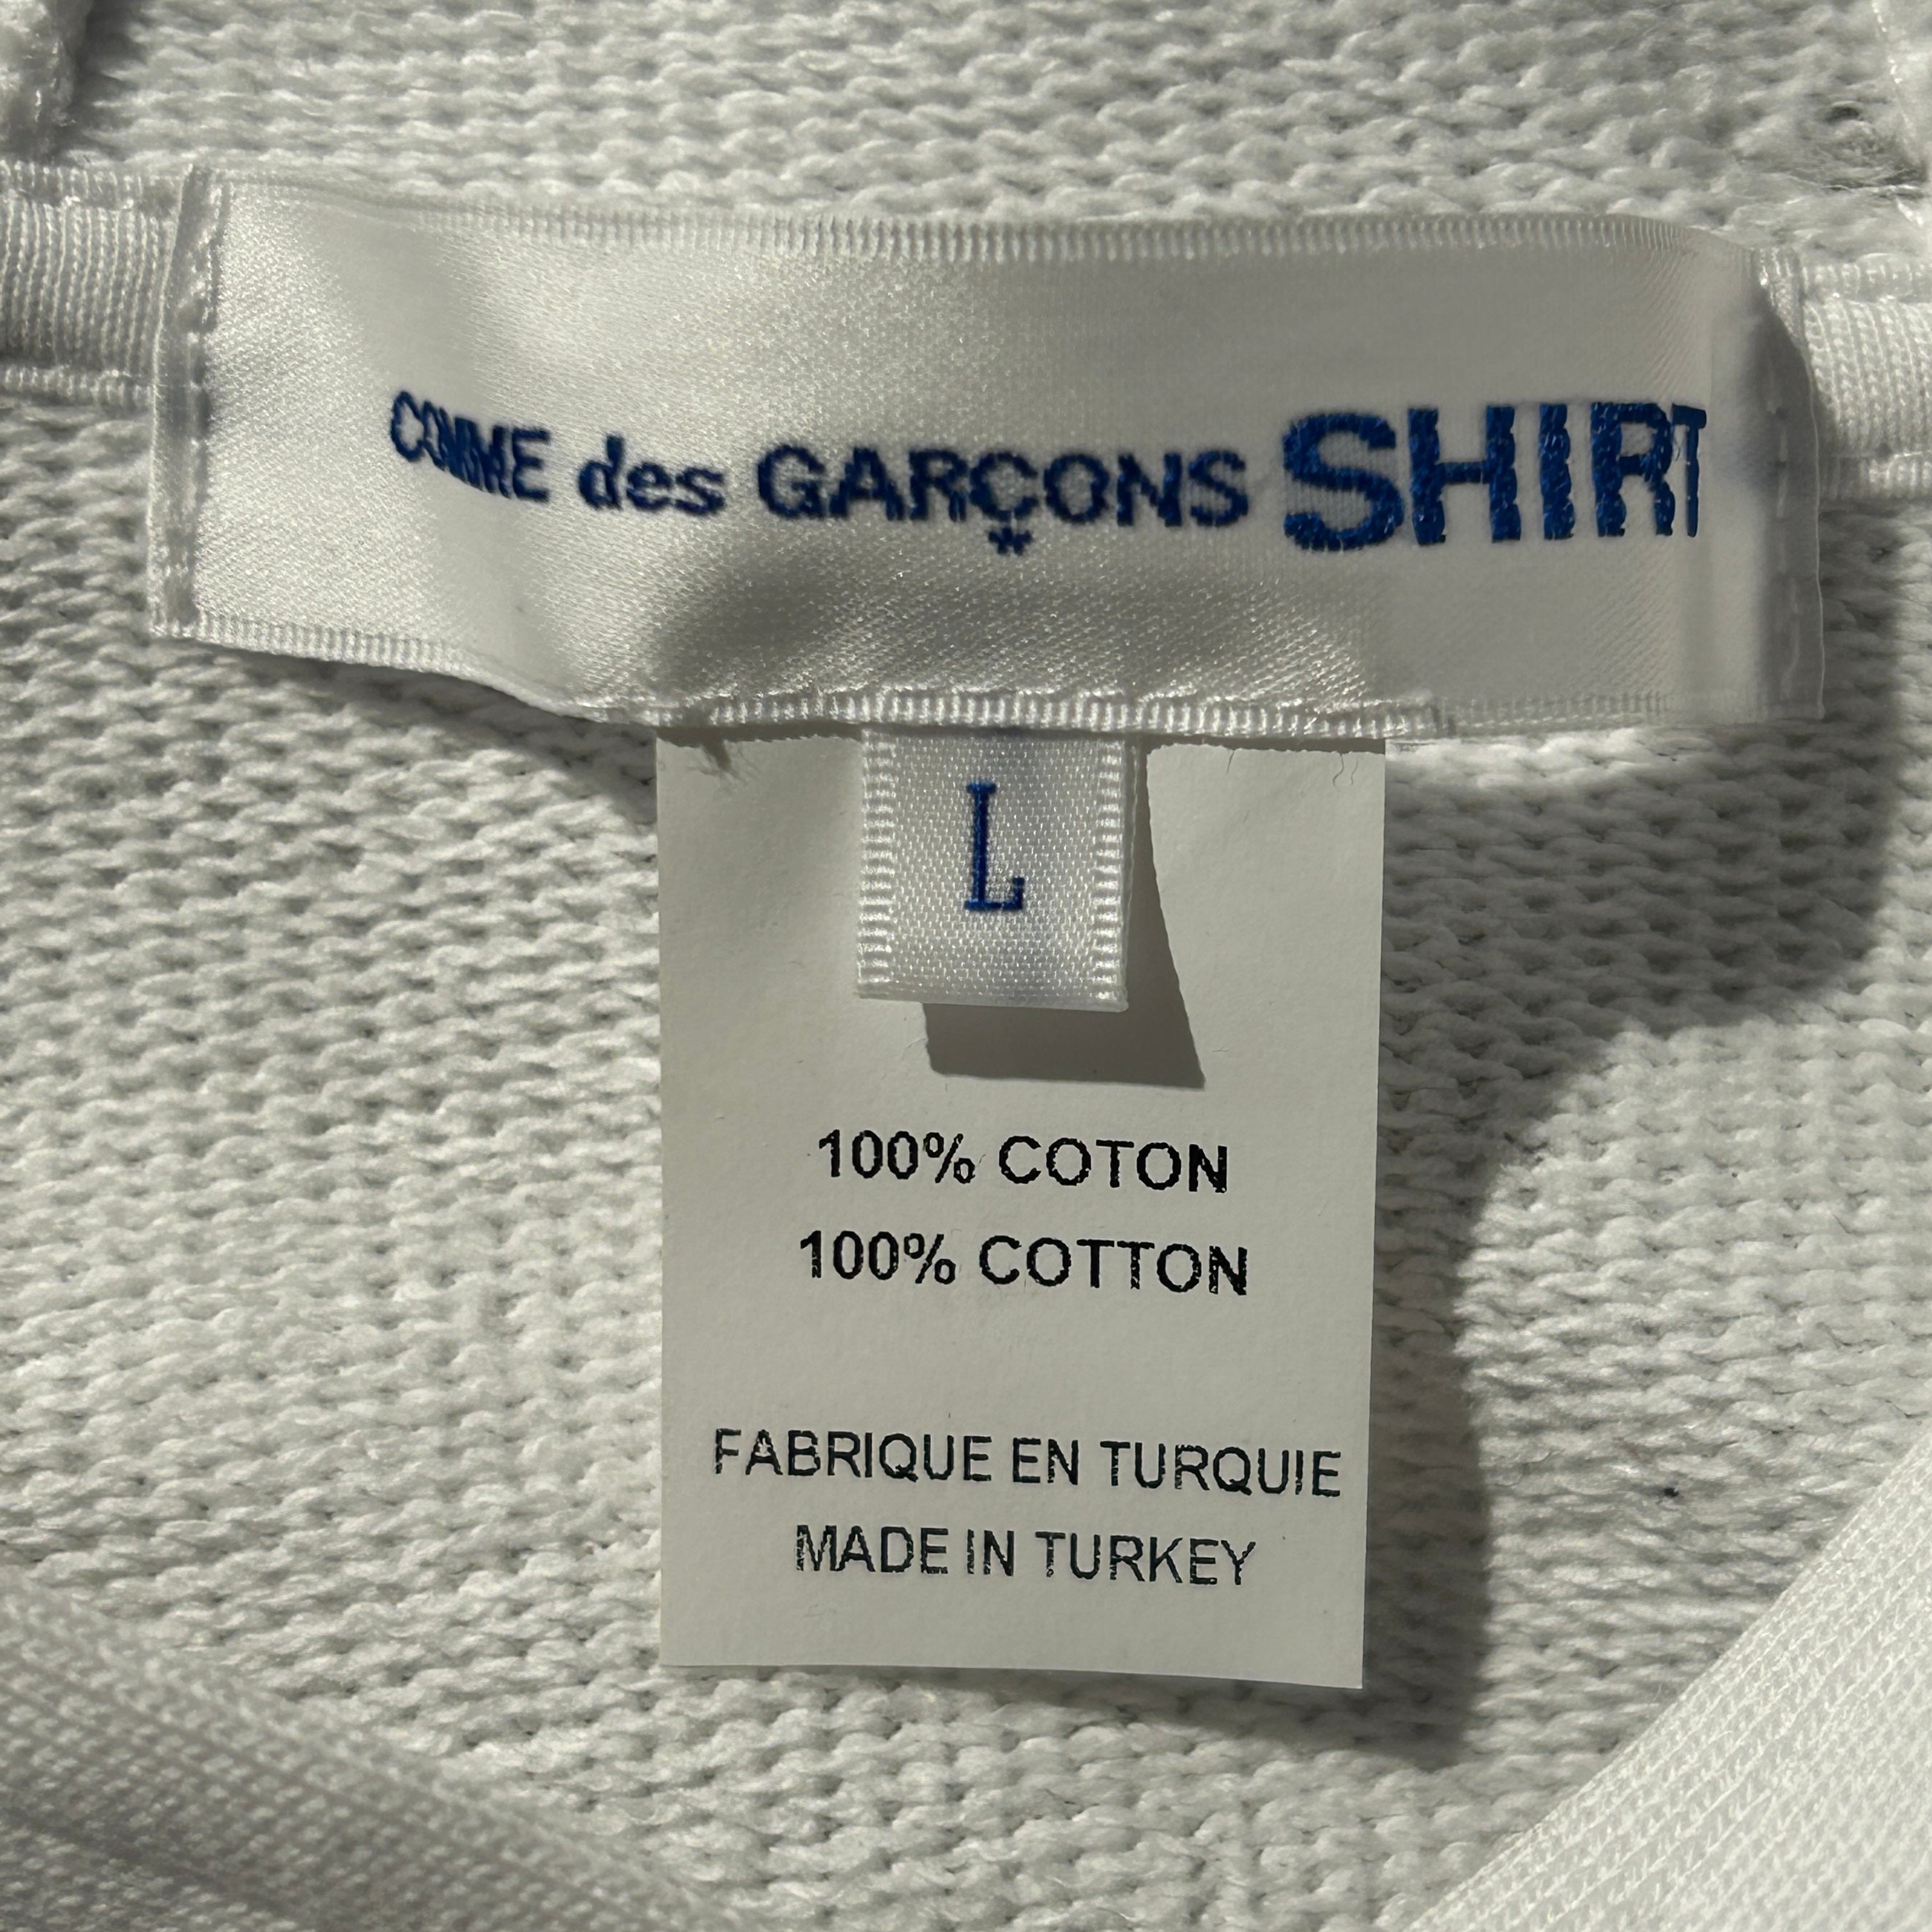 COMME des GARÇONS SHIRT
L
100% COTON
100% COTTON
FABRIQUE EN TURQUIE
MADE IN TURKEY